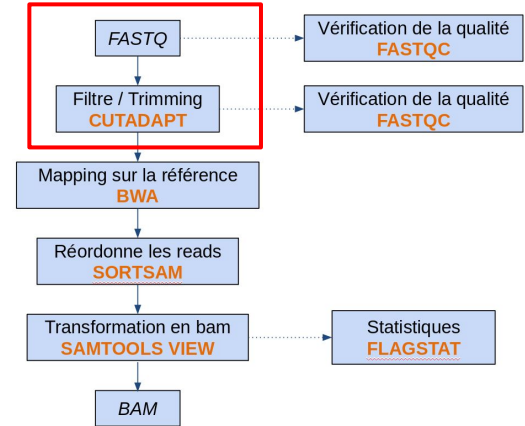 FASTQ
Vérification de la qualité
FASTQC
Filtre / Trimming
CUTADAPT
Vérification de la qualité
FASTQC
Mapping sur la référence
BWA
Réordonne les reads
SORTSAM
Transformation en bam
SAMTOOLS VIEW
Statistiques
FLAGSTAT
BAM